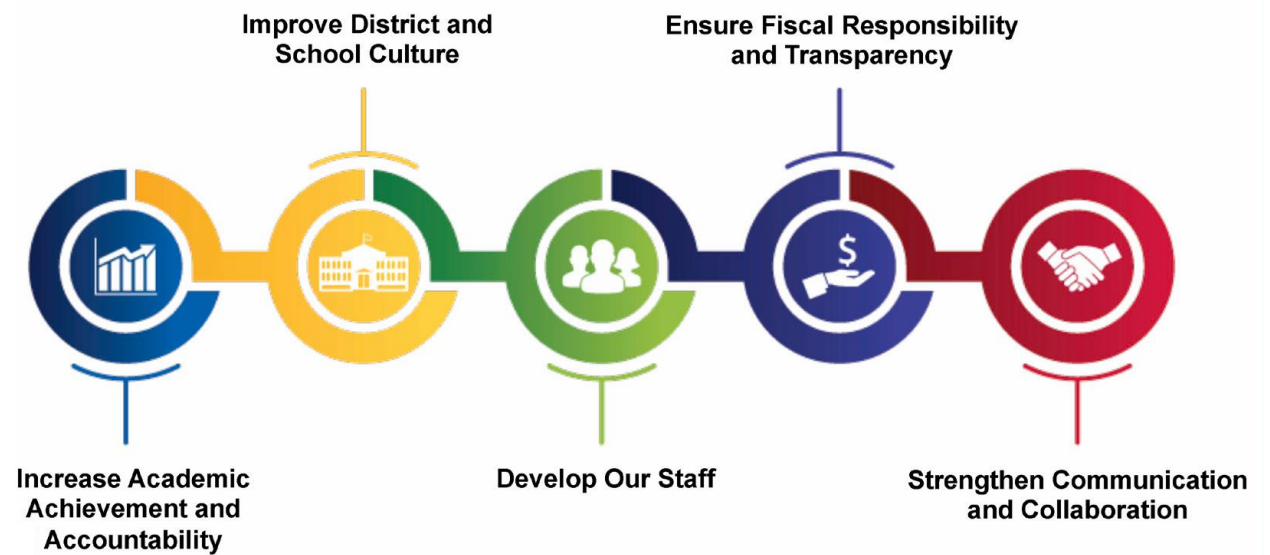 Improve District and
School Culture
Ensure Fiscal Responsibility
and Transparency
$
Increase Academic
Achievement and
Accountability
Develop Our Staff
Strengthen Communication
and Collaboration